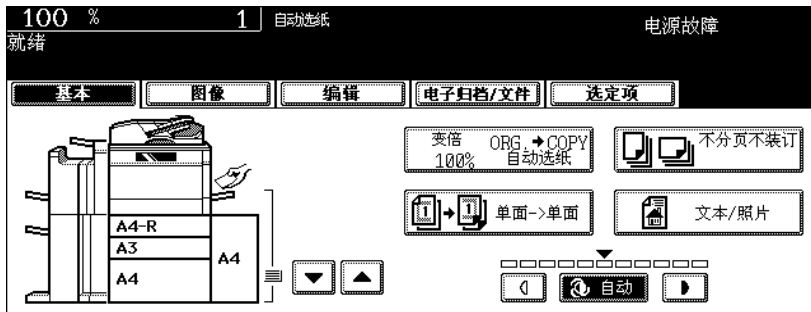 100 % 1 自动选纸 电源故障
就绪
基本 图像 编辑 电子归档/文件 选定项
变倍 ORG.➔COPY
100% 自动选纸
不分页不装订
1➔1 单面->单面
文本/照片
A4-R
A3
A4
A4
自动